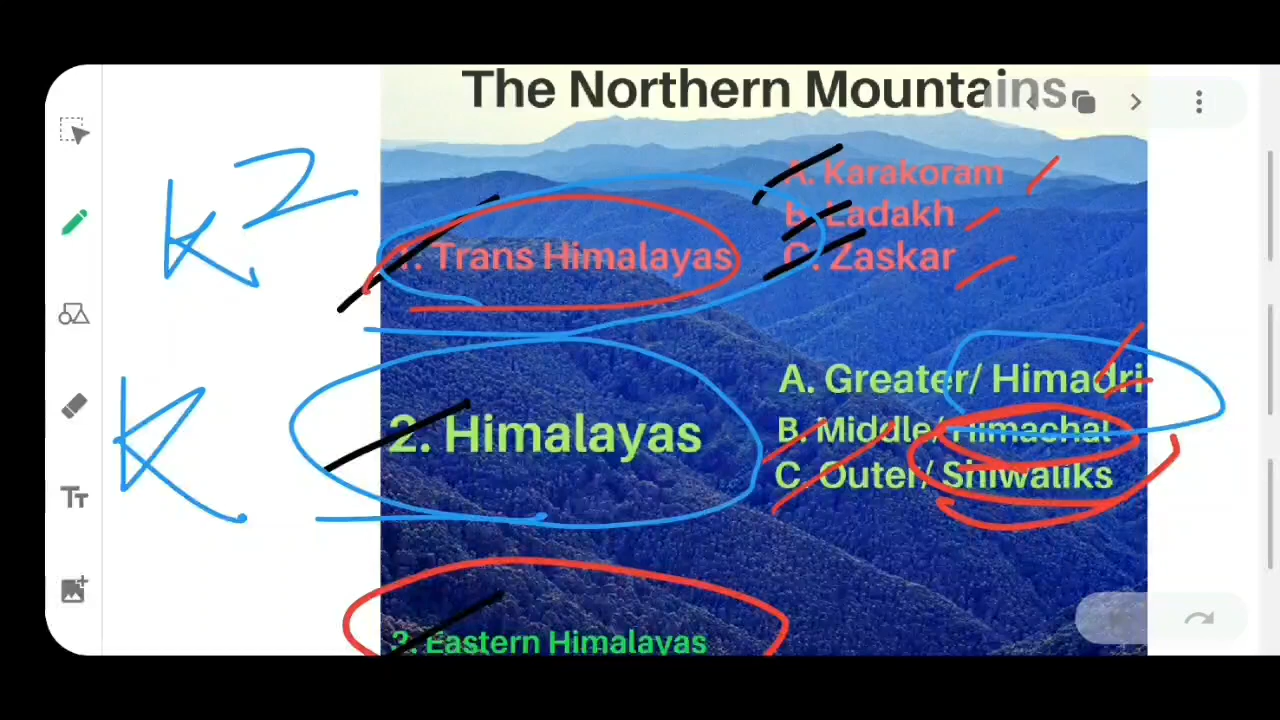 The Northern Mountains
K2
A. Karakoram
B. Ladakh
C. Zaskar
1. Trans Himalayas
A. Greater/ Himadri
K
2. Himalayas
B. Middle/ Himachal
C. Outer/ Shiwaliks
TT
3. Eastern Himalayas